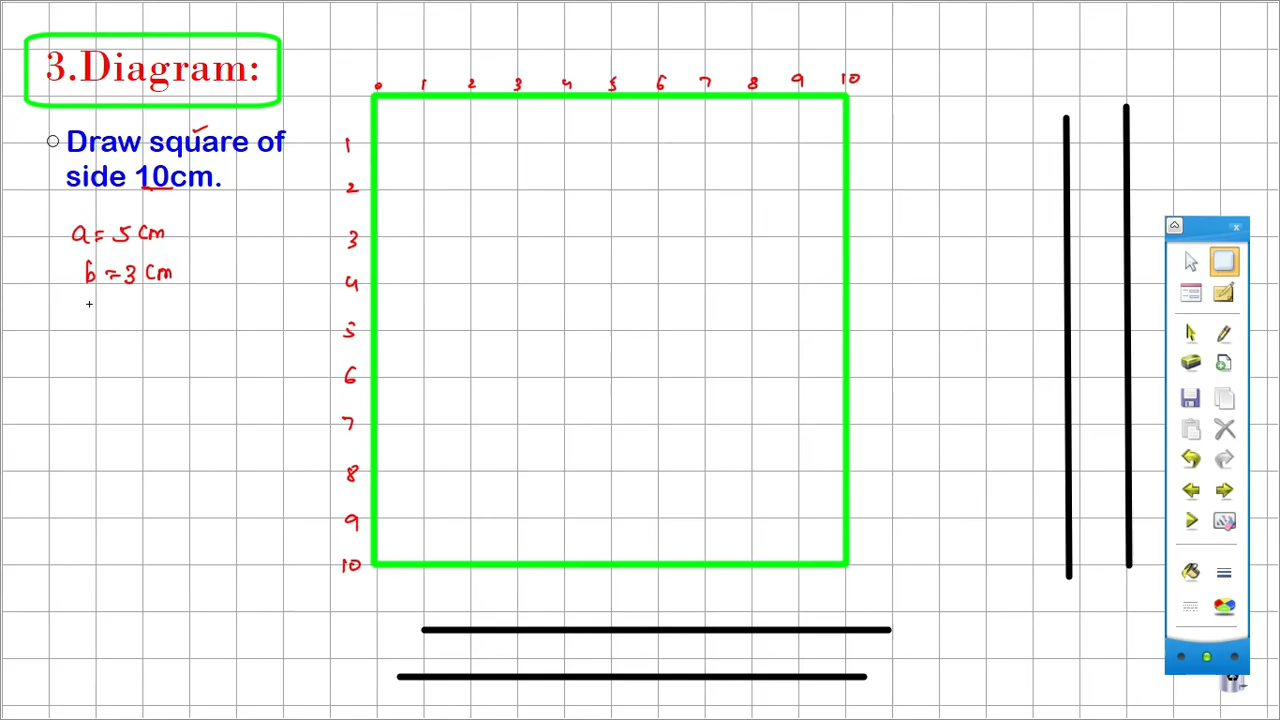 3.Diagram:
0 1 2 3 4 5 6 7 8 9 10
Draw square of
side 10cm.
a = 5 cm
b = 3 cm
1
2
3
4
5
6
7
8
9
10